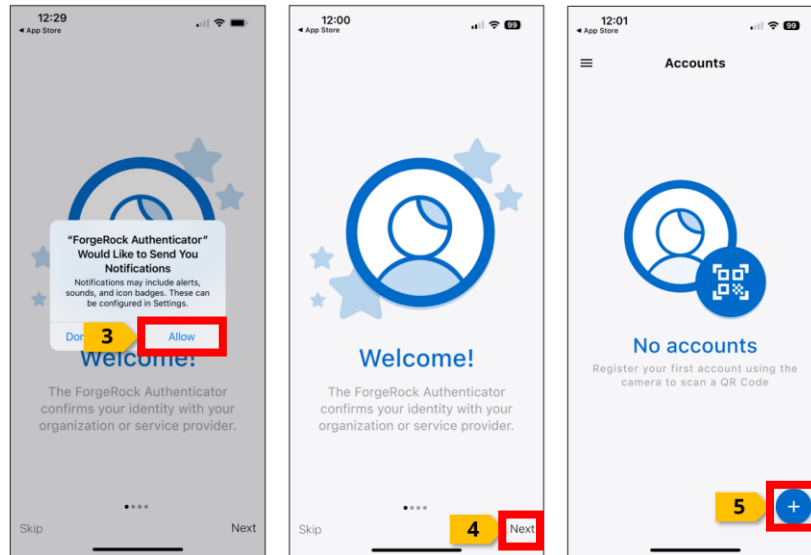 12:29
◀ App Store
"ForgeRock Authenticator"
Would Like to Send You
Notifications
Notifications may include alerts,
sounds, and icon badges. These can
be configured in Settings.
3
Allow
Welcome!
The ForgeRock Authenticator
confirms your identity with your
organization or service provider.
Skip
Next
12:00
◀ App Store
99
Welcome!
The ForgeRock Authenticator
confirms your identity with your
organization or service provider.
Skip
4
Next
12:01
◀ App Store
99
Accounts
No accounts
Register your first account using the
camera to scan a QR Code
5
+